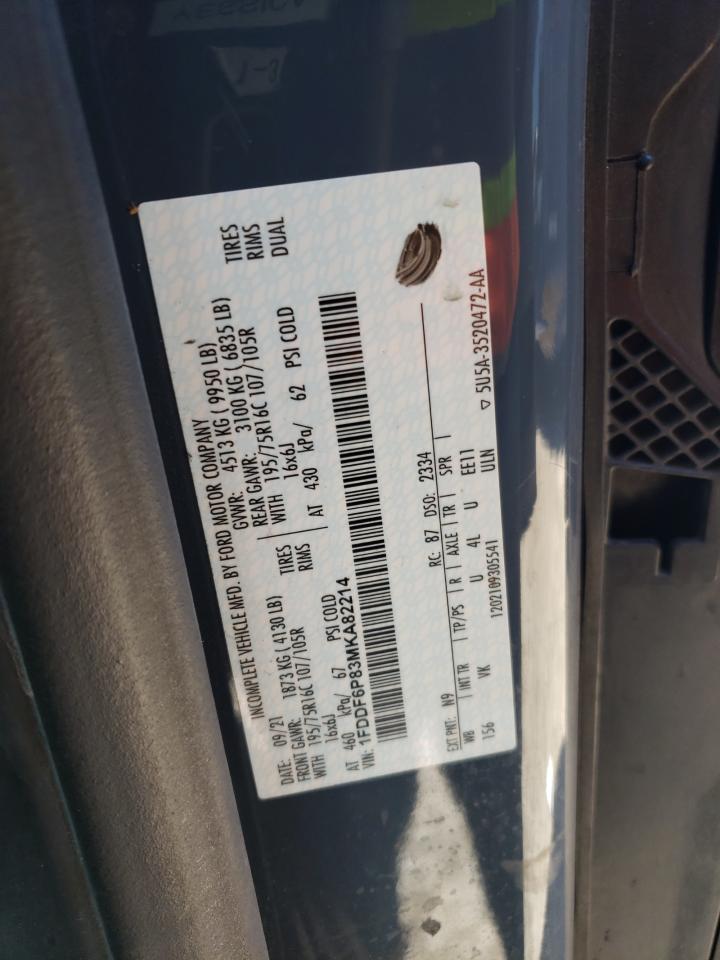 INCOMPLETE VEHICLE MFD. BY FORD MOTOR COMPANY
DATE: 09/21 GVWR: 4513 KG ( 9950 LB)
FRONT GAWR: 1873 KG ( 4130 LB) REAR GAWR: 3100 KG ( 6835 LB)
WITH 195/75R16C 107/105R TIRES WITH 195/75R16C 107/105R TIRES
16x6J RIMS 16x6J RIMS
AT 460 kPa/ 67 PSI COLD AT 430 kPa/ 62 PSI COLD DUAL
VIN: 1FDDF6P83MKA82214
EXT PNT: N9 RC: 87 DSO: 2334
WB INT TR TP/PS R AXLE TR SPR
156 VK U 4L U EE11
1202109305541 ULN
▽ 5U5A-3520472-AA